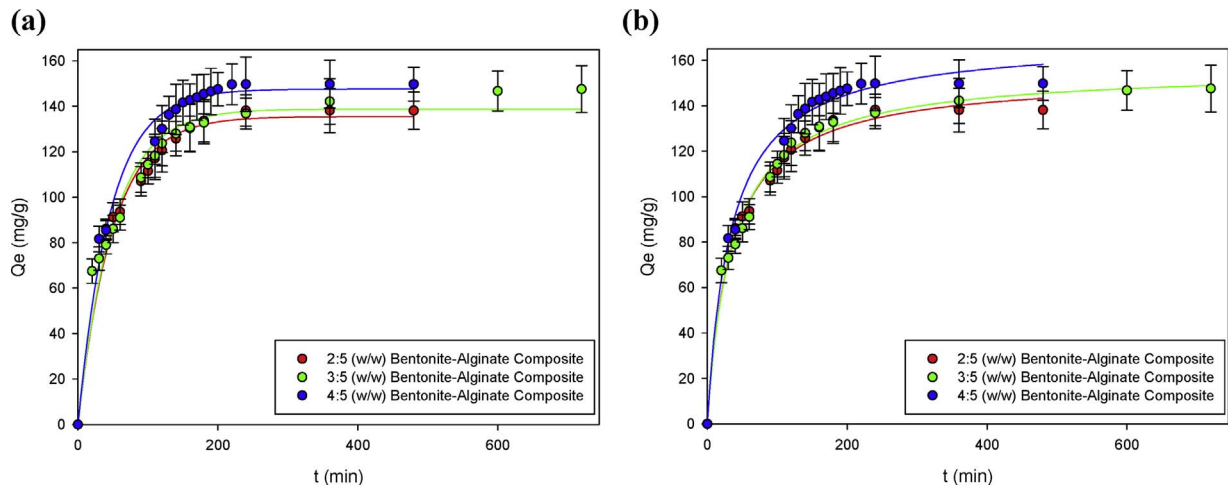 (a)
Qe (mg/g)
160
140
120
100
80
60
40
20
0
2:5 (w/w) Bentonite-Alginate Composite
3:5 (w/w) Bentonite-Alginate Composite
4:5 (w/w) Bentonite-Alginate Composite
0 200 400 600
t (min)
(b)
Qe (mg/g)
160
140
120
100
80
60
40
20
0
2:5 (w/w) Bentonite-Alginate Composite
3:5 (w/w) Bentonite-Alginate Composite
4:5 (w/w) Bentonite-Alginate Composite
0 200 400 600
t (min)